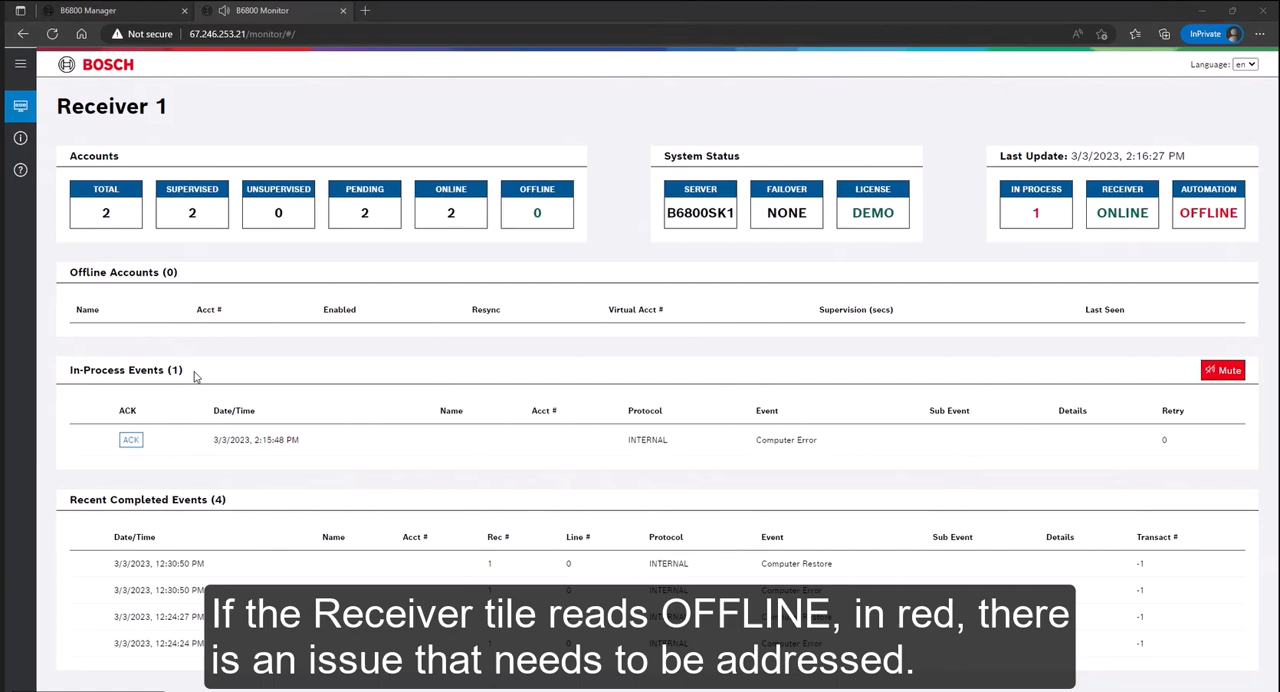 B6800 Manager
B6800 Monitor
Not secure
67.246.253.21/monitor/#/
InPrivate
BOSCH
Language: en
Receiver 1
Accounts
System Status
Last Update: 3/3/2023, 2:16:27 PM
TOTAL SUPERVISED UNSUPERVISED PENDING ONLINE OFFLINE SERVER FAILOVER LICENSE IN PROCESS RECEIVER AUTOMATION
2 2 0 2 2 0 B6800SK1 NONE DEMO 1 ONLINE OFFLINE
Offline Accounts (0)
Name Acct # Enabled Resync Virtual Acct # Supervision (secs) Last Seen
In-Process Events (1)
Mute
ACK Date/Time Name Acct # Protocol Event Sub Event Details Retry
ACK 3/3/2023, 2:15:48 PM INTERNAL Computer Error 0
Recent Completed Events (4)
Date/Time Name Acct # Rec # Line # Protocol Event Sub Event Details Transact #
3/3/2023, 12:30:50 PM 1 0 INTERNAL Computer Restore -1
3/3/2023, 12:30:50 PM 1 0 INTERNAL Computer Error -1
3/3/2023, 12:24:27 PM -1
3/3/2023, 12:24:24 PM -1
If the Receiver tile reads OFFLINE, in red, there
is an issue that needs to be addressed.